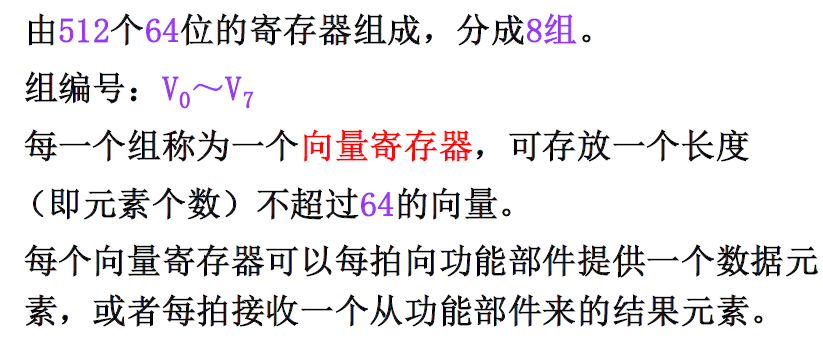 由512个64位的寄存器组成，分成8组。
组编号：V₀～V₇
每一个组称为一个向量寄存器，可存放一个长度
（即元素个数）不超过64的向量。
每个向量寄存器可以每拍向功能部件提供一个数据元
素，或者每拍接收一个从功能部件来的结果元素。